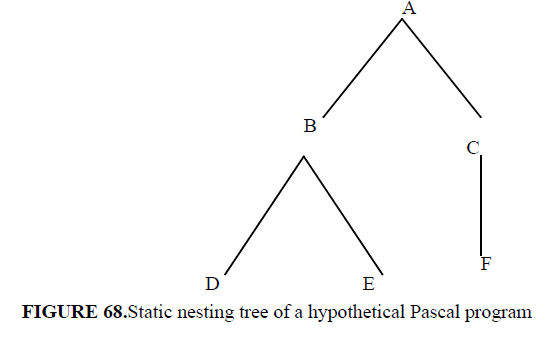 A
B
C
D
E
F
FIGURE 68.Static nesting tree of a hypothetical Pascal program